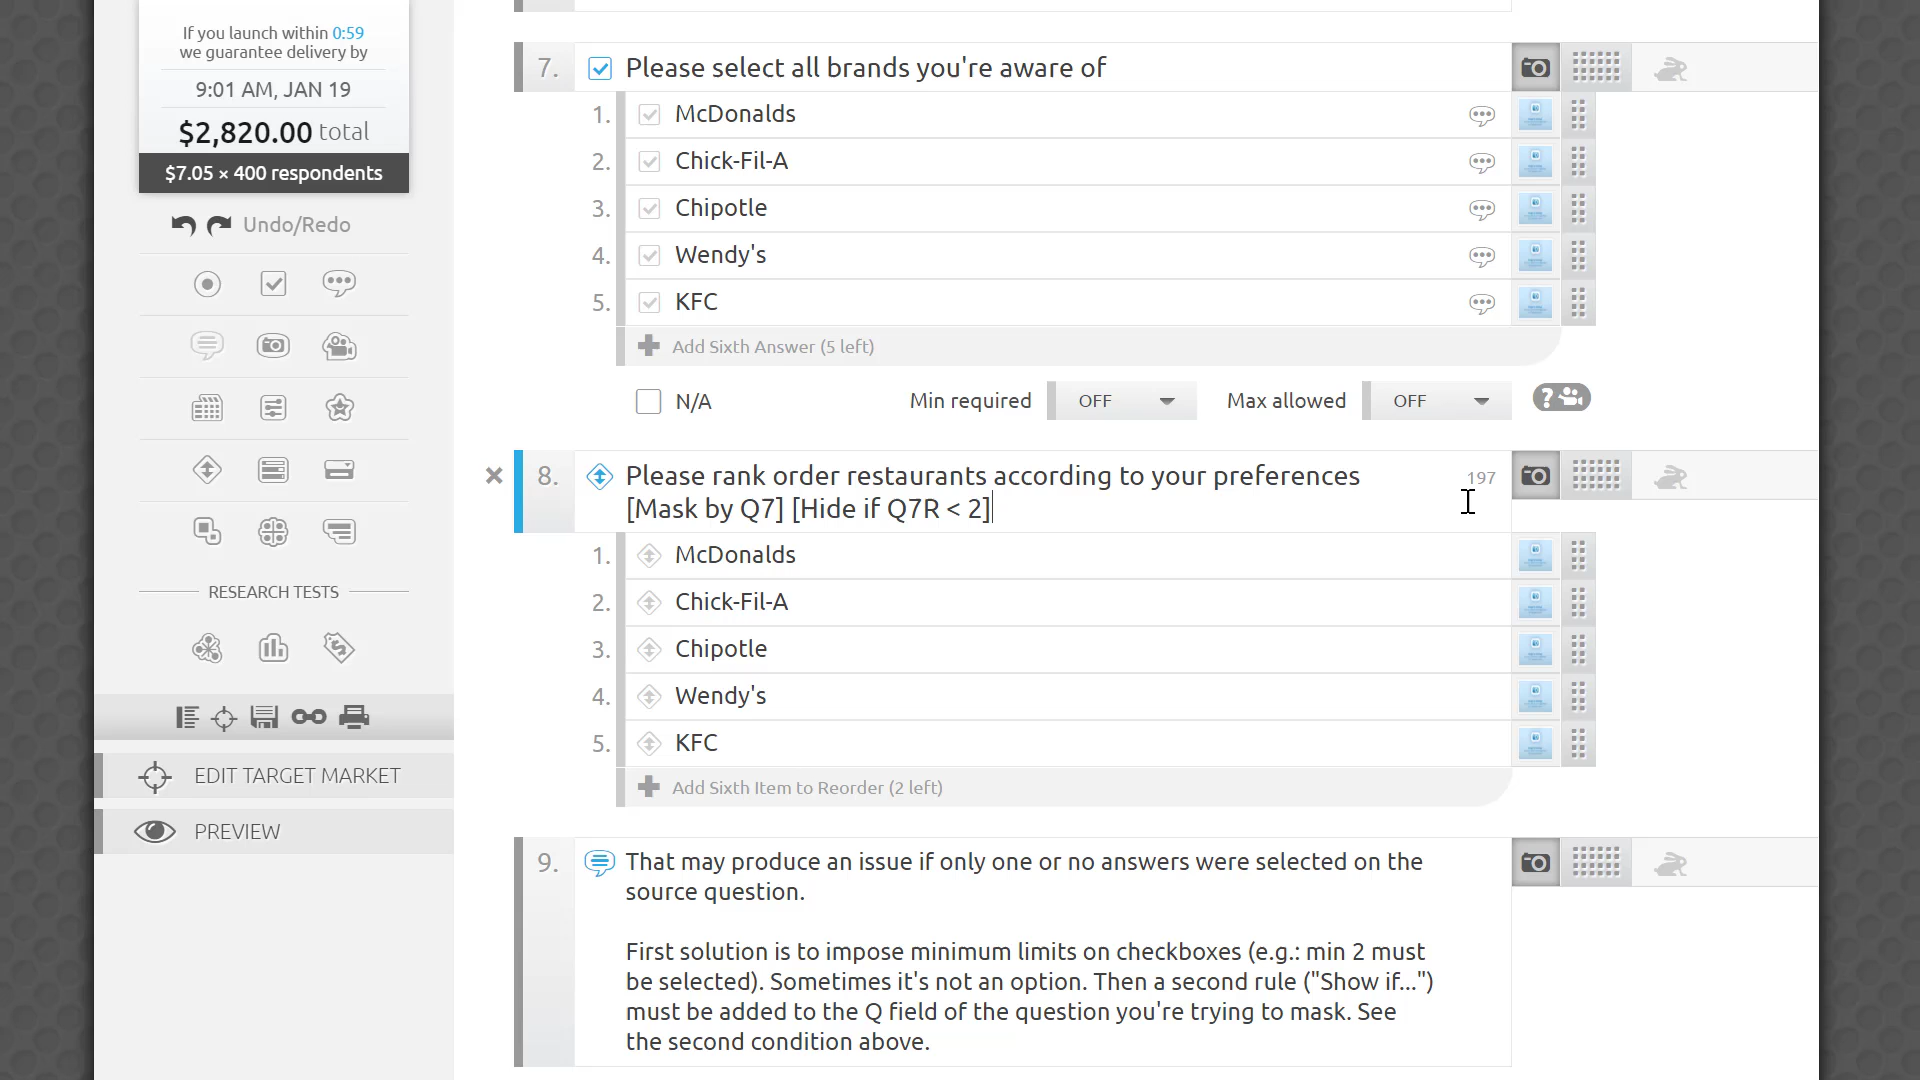 If you launch within 0:59
we guarantee delivery by
9:01 AM, JAN 19
$2,820.00 total
$7.05 × 400 respondents
Undo/Redo
RESEARCH TESTS
EDIT TARGET MARKET
PREVIEW
7. Please select all brands you're aware of
1. McDonalds
2. Chick-Fil-A
3. Chipotle
4. Wendy's
5. KFC
Add Sixth Answer (5 left)
N/A Min required OFF Max allowed OFF ?
8. Please rank order restaurants according to your preferences 197
[Mask by Q7] [Hide if Q7R < 2]
1. McDonalds
2. Chick-Fil-A
3. Chipotle
4. Wendy's
5. KFC
Add Sixth Item to Reorder (2 left)
9. That may produce an issue if only one or no answers were selected on the
source question.
First solution is to impose minimum limits on checkboxes (e.g.: min 2 must
be selected). Sometimes it's not an option. Then a second rule ("Show if...")
must be added to the Q field of the question you're trying to mask. See
the second condition above.